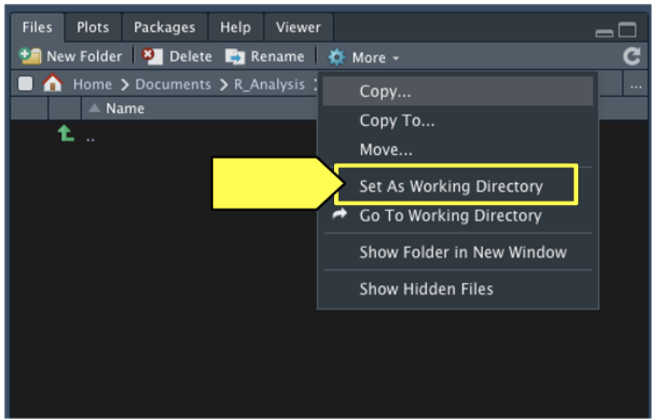 Files Plots Packages Help Viewer
New Folder Delete Rename More
Home Documents R_Analysis ...
Name
..
Copy...
Copy To...
Move...
Set As Working Directory
Go To Working Directory
Show Folder in New Window
Show Hidden Files